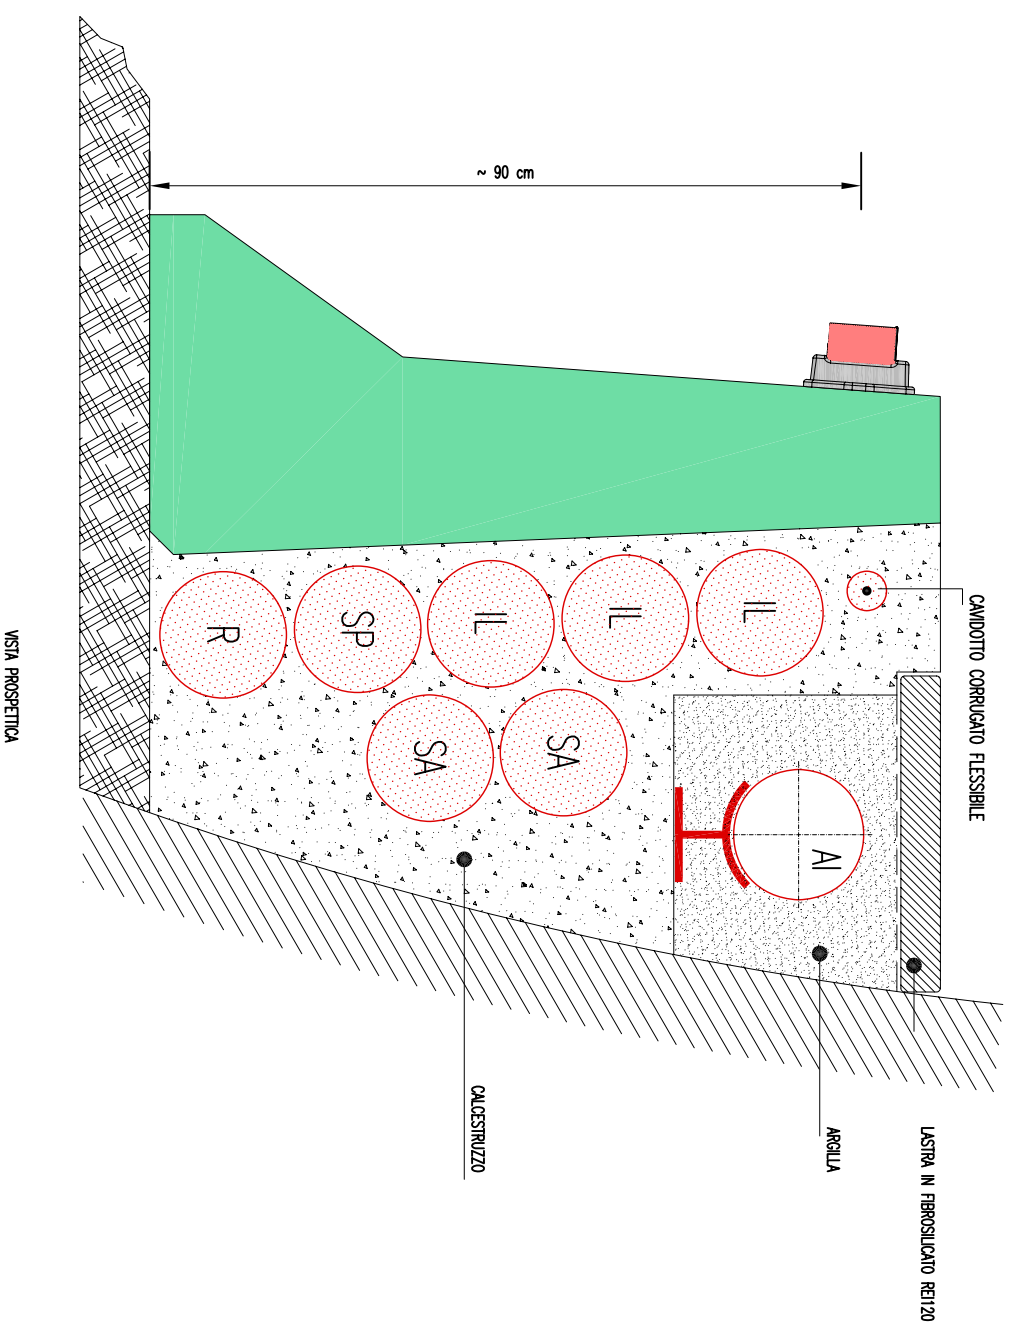 CAVIDOTTO CORRUGATO FLESSIBILE
LASTRA IN FIBROSILICATO REI120
ARGILLA
AI
~ 90 cm
IL
IL
IL
SA
SA
CALCESTRUZZO
SP
R
VISTA PROSPETTICA